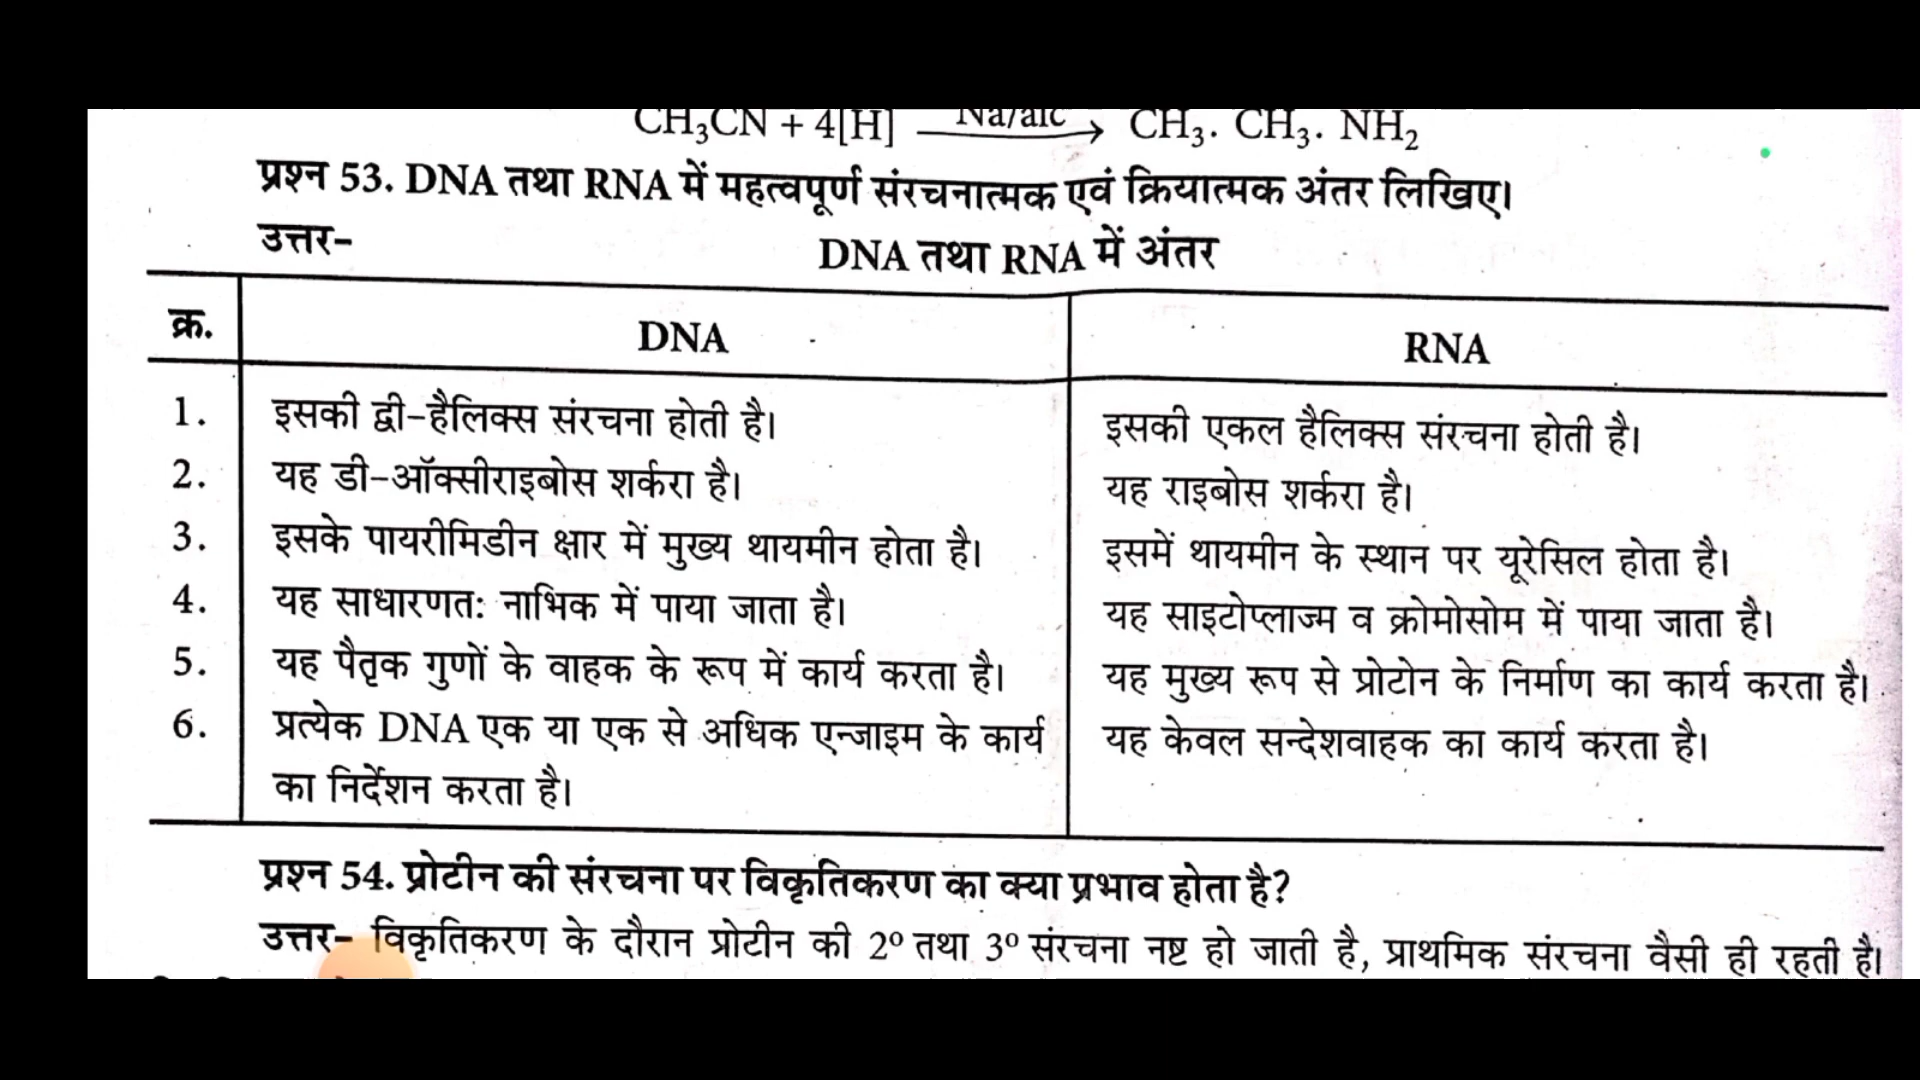 CH₃CN + 4[H] —Na/alc→ CH₃. CH₃. NH₂
प्रश्न 53. DNA तथा RNA में महत्वपूर्ण संरचनात्मक एवं क्रियात्मक अंतर लिखिए।
उत्तर–
DNA तथा RNA में अंतर
क्र. DNA RNA
1. इसकी द्वी-हैलिक्स संरचना होती है। इसकी एकल हैलिक्स संरचना होती है।
2. यह डी-ऑक्सीराइबोस शर्करा है। यह राइबोस शर्करा है।
3. इसके पायरीमिडीन क्षार में मुख्य थायमीन होता है। इसमें थायमीन के स्थान पर यूरेसिल होता है।
4. यह साधारणत: नाभिक में पाया जाता है। यह साइटोप्लाज्म व क्रोमोसोम में पाया जाता है।
5. यह पैतृक गुणों के वाहक के रूप में कार्य करता है। यह मुख्य रूप से प्रोटोन के निर्माण का कार्य करता है।
6. प्रत्येक DNA एक या एक से अधिक एन्जाइम के कार्य यह केवल सन्देशवाहक का कार्य करता है।
का निर्देशन करता है।
प्रश्न 54. प्रोटीन की संरचना पर विकृतिकरण का क्या प्रभाव होता है?
उत्तर– विकृतिकरण के दौरान प्रोटीन की 2º तथा 3º संरचना नष्ट हो जाती है, प्राथमिक संरचना वैसी ही रहती है।